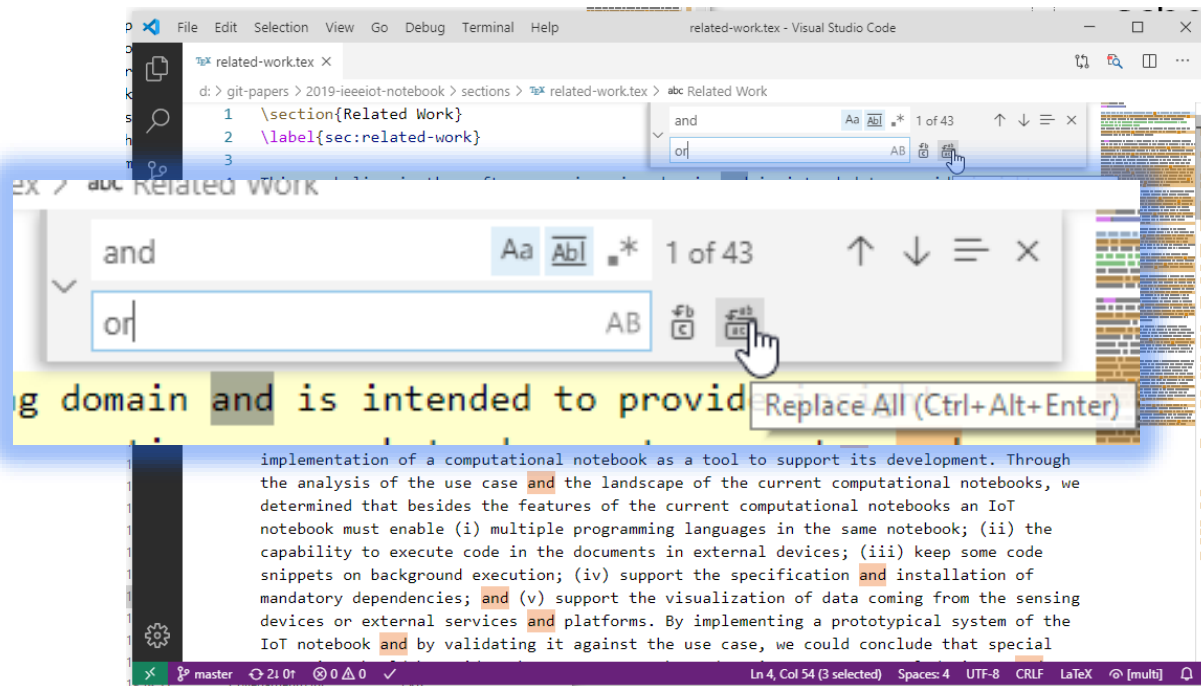 File Edit Selection View Go Debug Terminal Help related-work.tex - Visual Studio Code
TEX related-work.tex ×
d: > git-papers > 2019-ieeeiot-notebook > sections > TEX related-work.tex > abc Related Work
1 \section{Related Work}
2 \label{sec:related-work}
3
and Aa Abl .* 1 of 43
or AB
abc Related Work
and Aa Abl .* 1 of 43
or AB
domain and is intended to provide
Replace All (Ctrl+Alt+Enter)
implementation of a computational notebook as a tool to support its development. Through
the analysis of the use case and the landscape of the current computational notebooks, we
determined that besides the features of the current computational notebooks an IoT
notebook must enable (i) multiple programming languages in the same notebook; (ii) the
capability to execute code in the documents in external devices; (iii) keep some code
snippets on background execution; (iv) support the specification and installation of
mandatory dependencies; and (v) support the visualization of data coming from the sensing
devices or external services and platforms. By implementing a prototypical system of the
IoT notebook and by validating it against the use case, we could conclude that special
master 2↓ 0↑ 0 0 Ln 4, Col 54 (3 selected) Spaces: 4 UTF-8 CRLF LaTeX [multi]